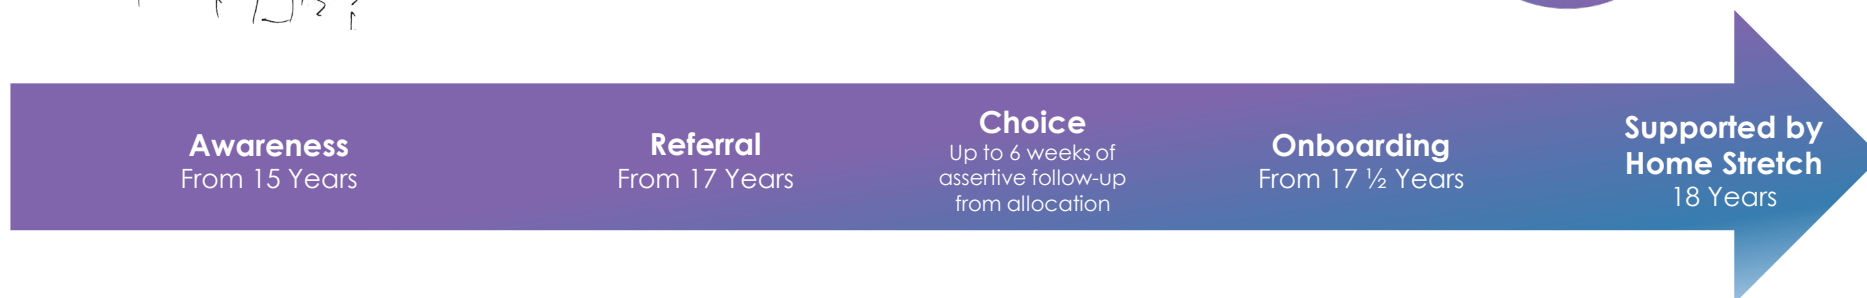 Awareness
From 15 Years
Referral
From 17 Years
Choice
Up to 6 weeks of
assertive follow-up
from allocation
Onboarding
From 17 ½ Years
Supported by
Home Stretch
18 Years